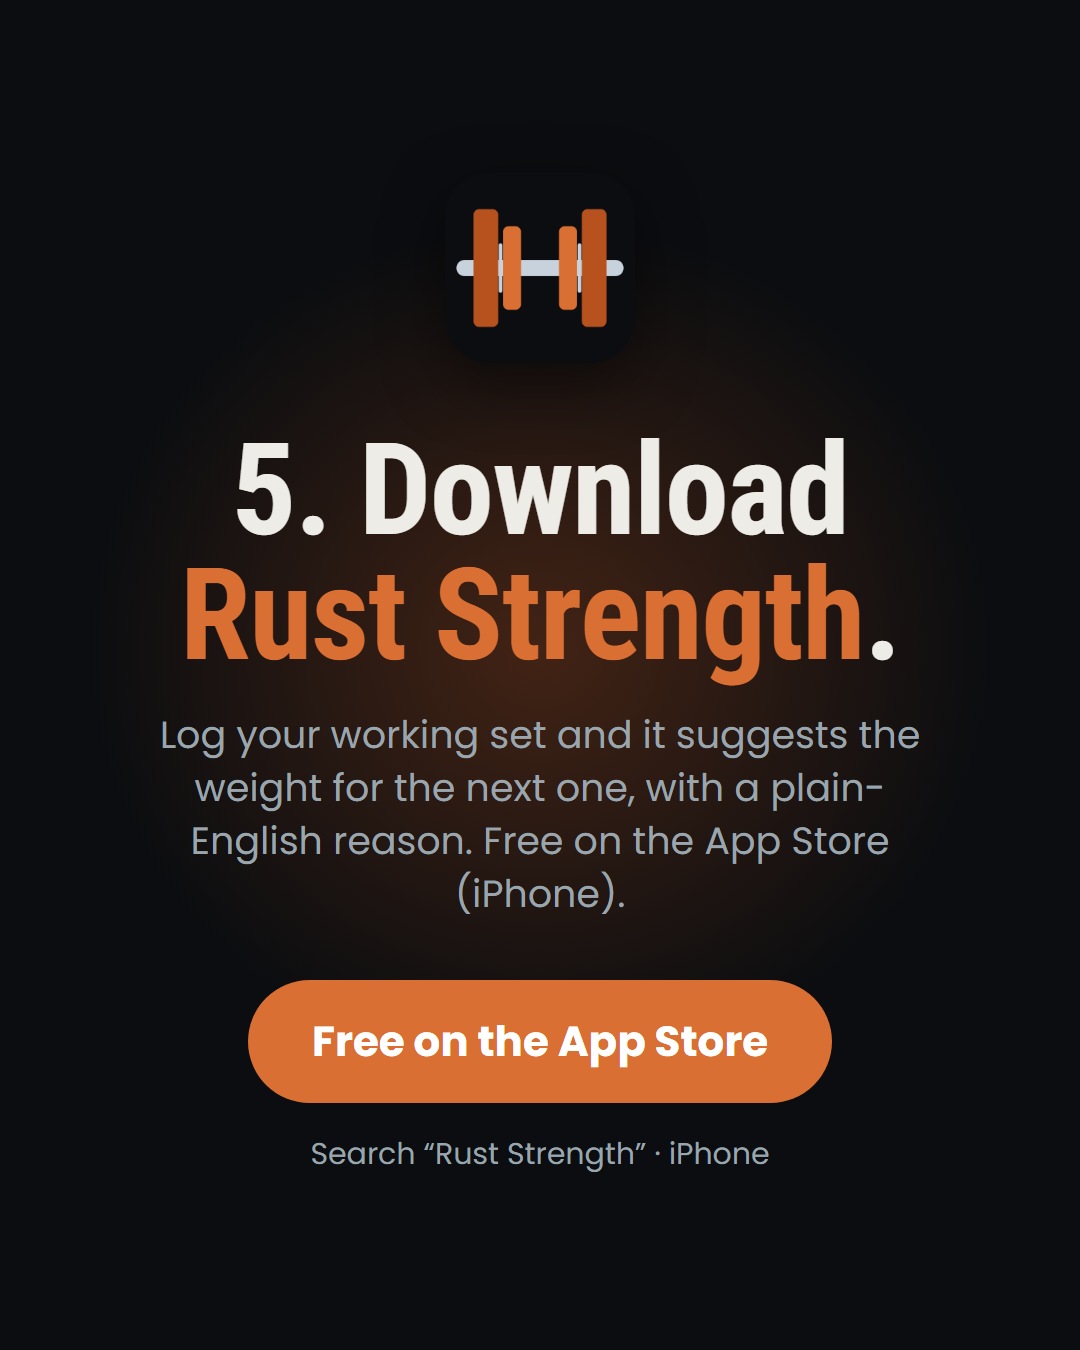 5. Download
Rust Strength.
Log your working set and it suggests the
weight for the next one, with a plain-
English reason. Free on the App Store
(iPhone).
Free on the App Store
Search “Rust Strength” · iPhone